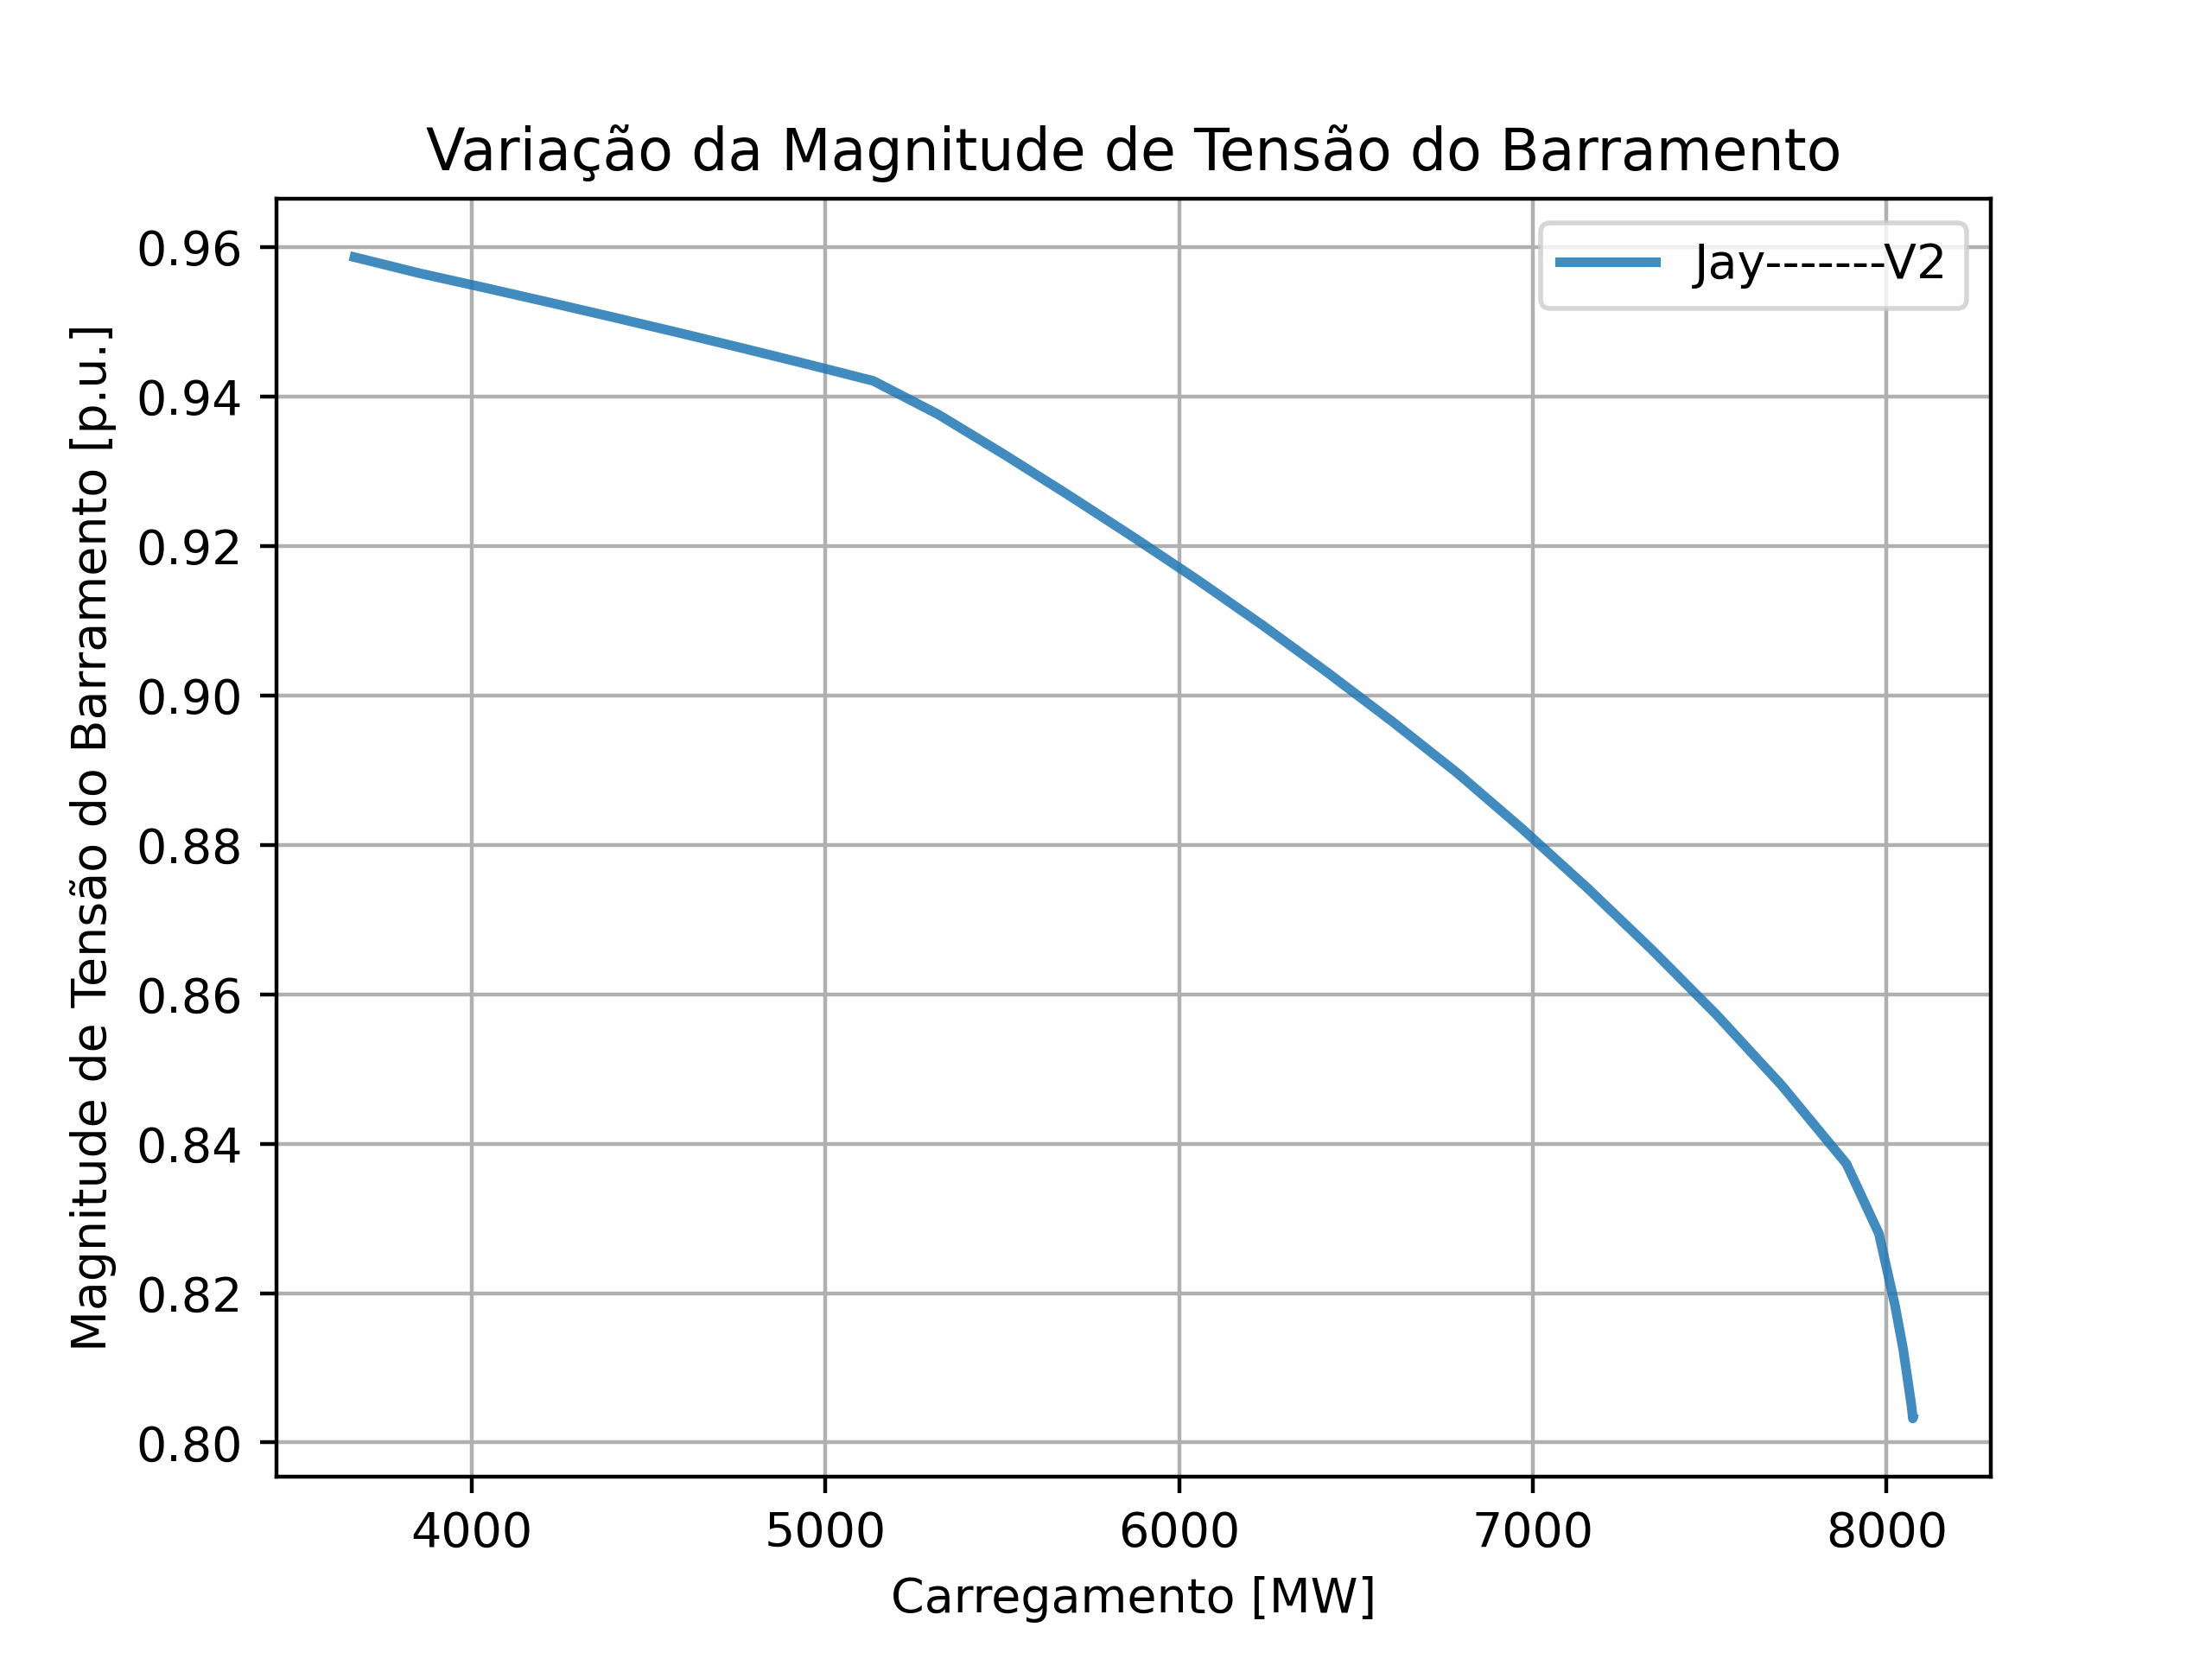 Variação da Magnitude de Tensão do Barramento
Jay-------V2
Magnitude de Tensão do Barramento [p.u.]
0.96
0.94
0.92
0.90
0.88
0.86
0.84
0.82
0.80
4000 5000 6000 7000 8000
Carregamento [MW]